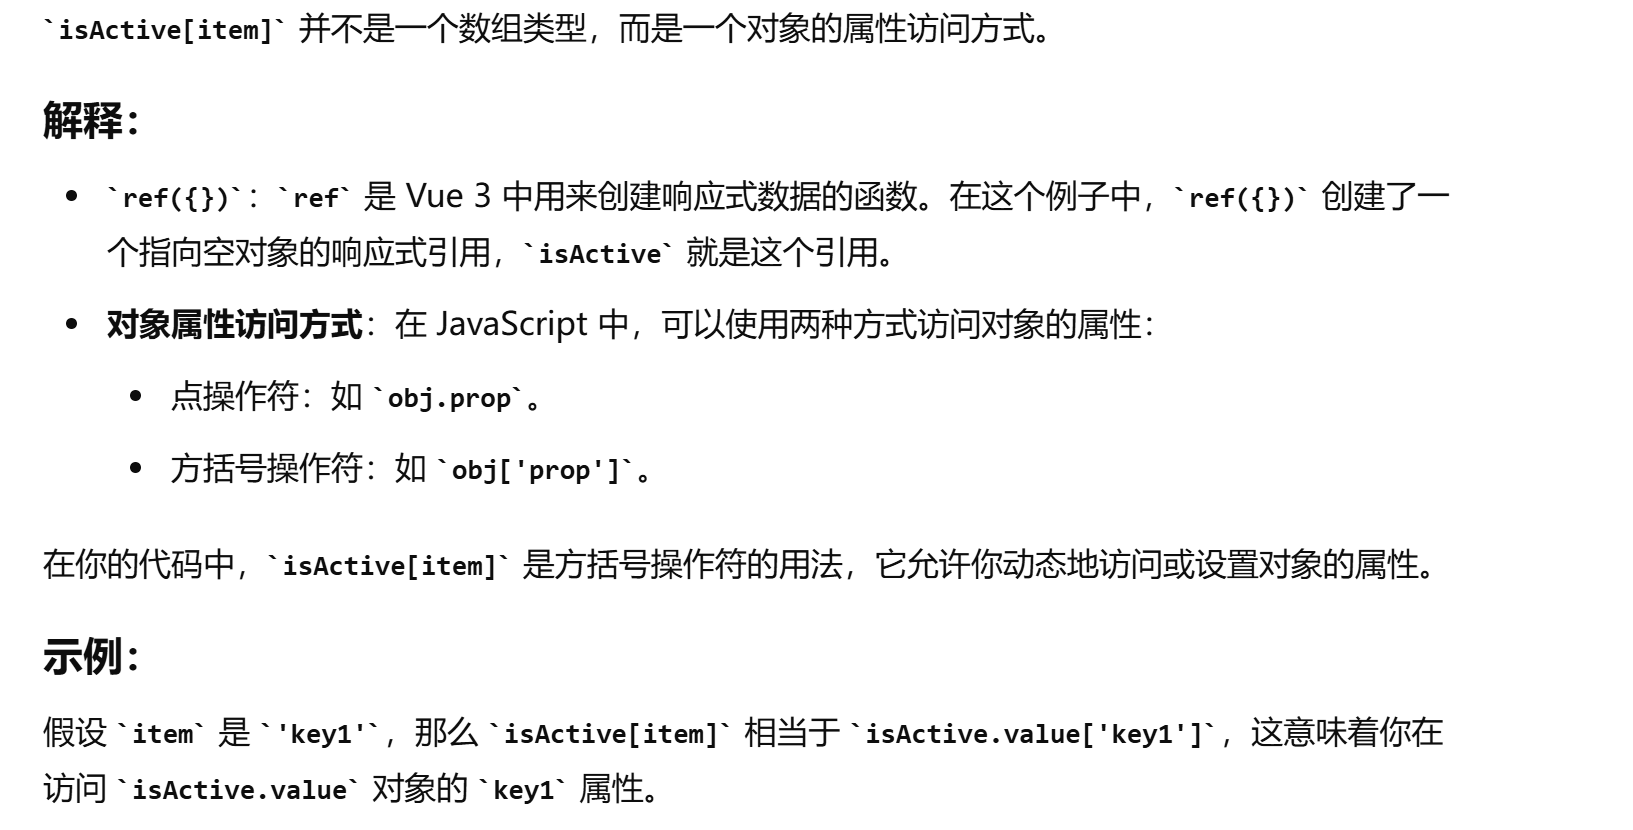 `isActive[item]` 并不是一个数组类型，而是一个对象的属性访问方式。
解释：
• `ref({})`：`ref` 是 Vue 3 中用来创建响应式数据的函数。在这个例子中，`ref({})` 创建了一
个指向空对象的响应式引用，`isActive` 就是这个引用。
• 对象属性访问方式：在 JavaScript 中，可以使用两种方式访问对象的属性：
• 点操作符：如 `obj.prop`。
• 方括号操作符：如 `obj['prop']`。
在你的代码中，`isActive[item]` 是方括号操作符的用法，它允许你动态地访问或设置对象的属性。
示例：
假设 `item` 是 `'key1'`，那么 `isActive[item]` 相当于 `isActive.value['key1']`，这意味着你在
访问 `isActive.value` 对象的 `key1` 属性。